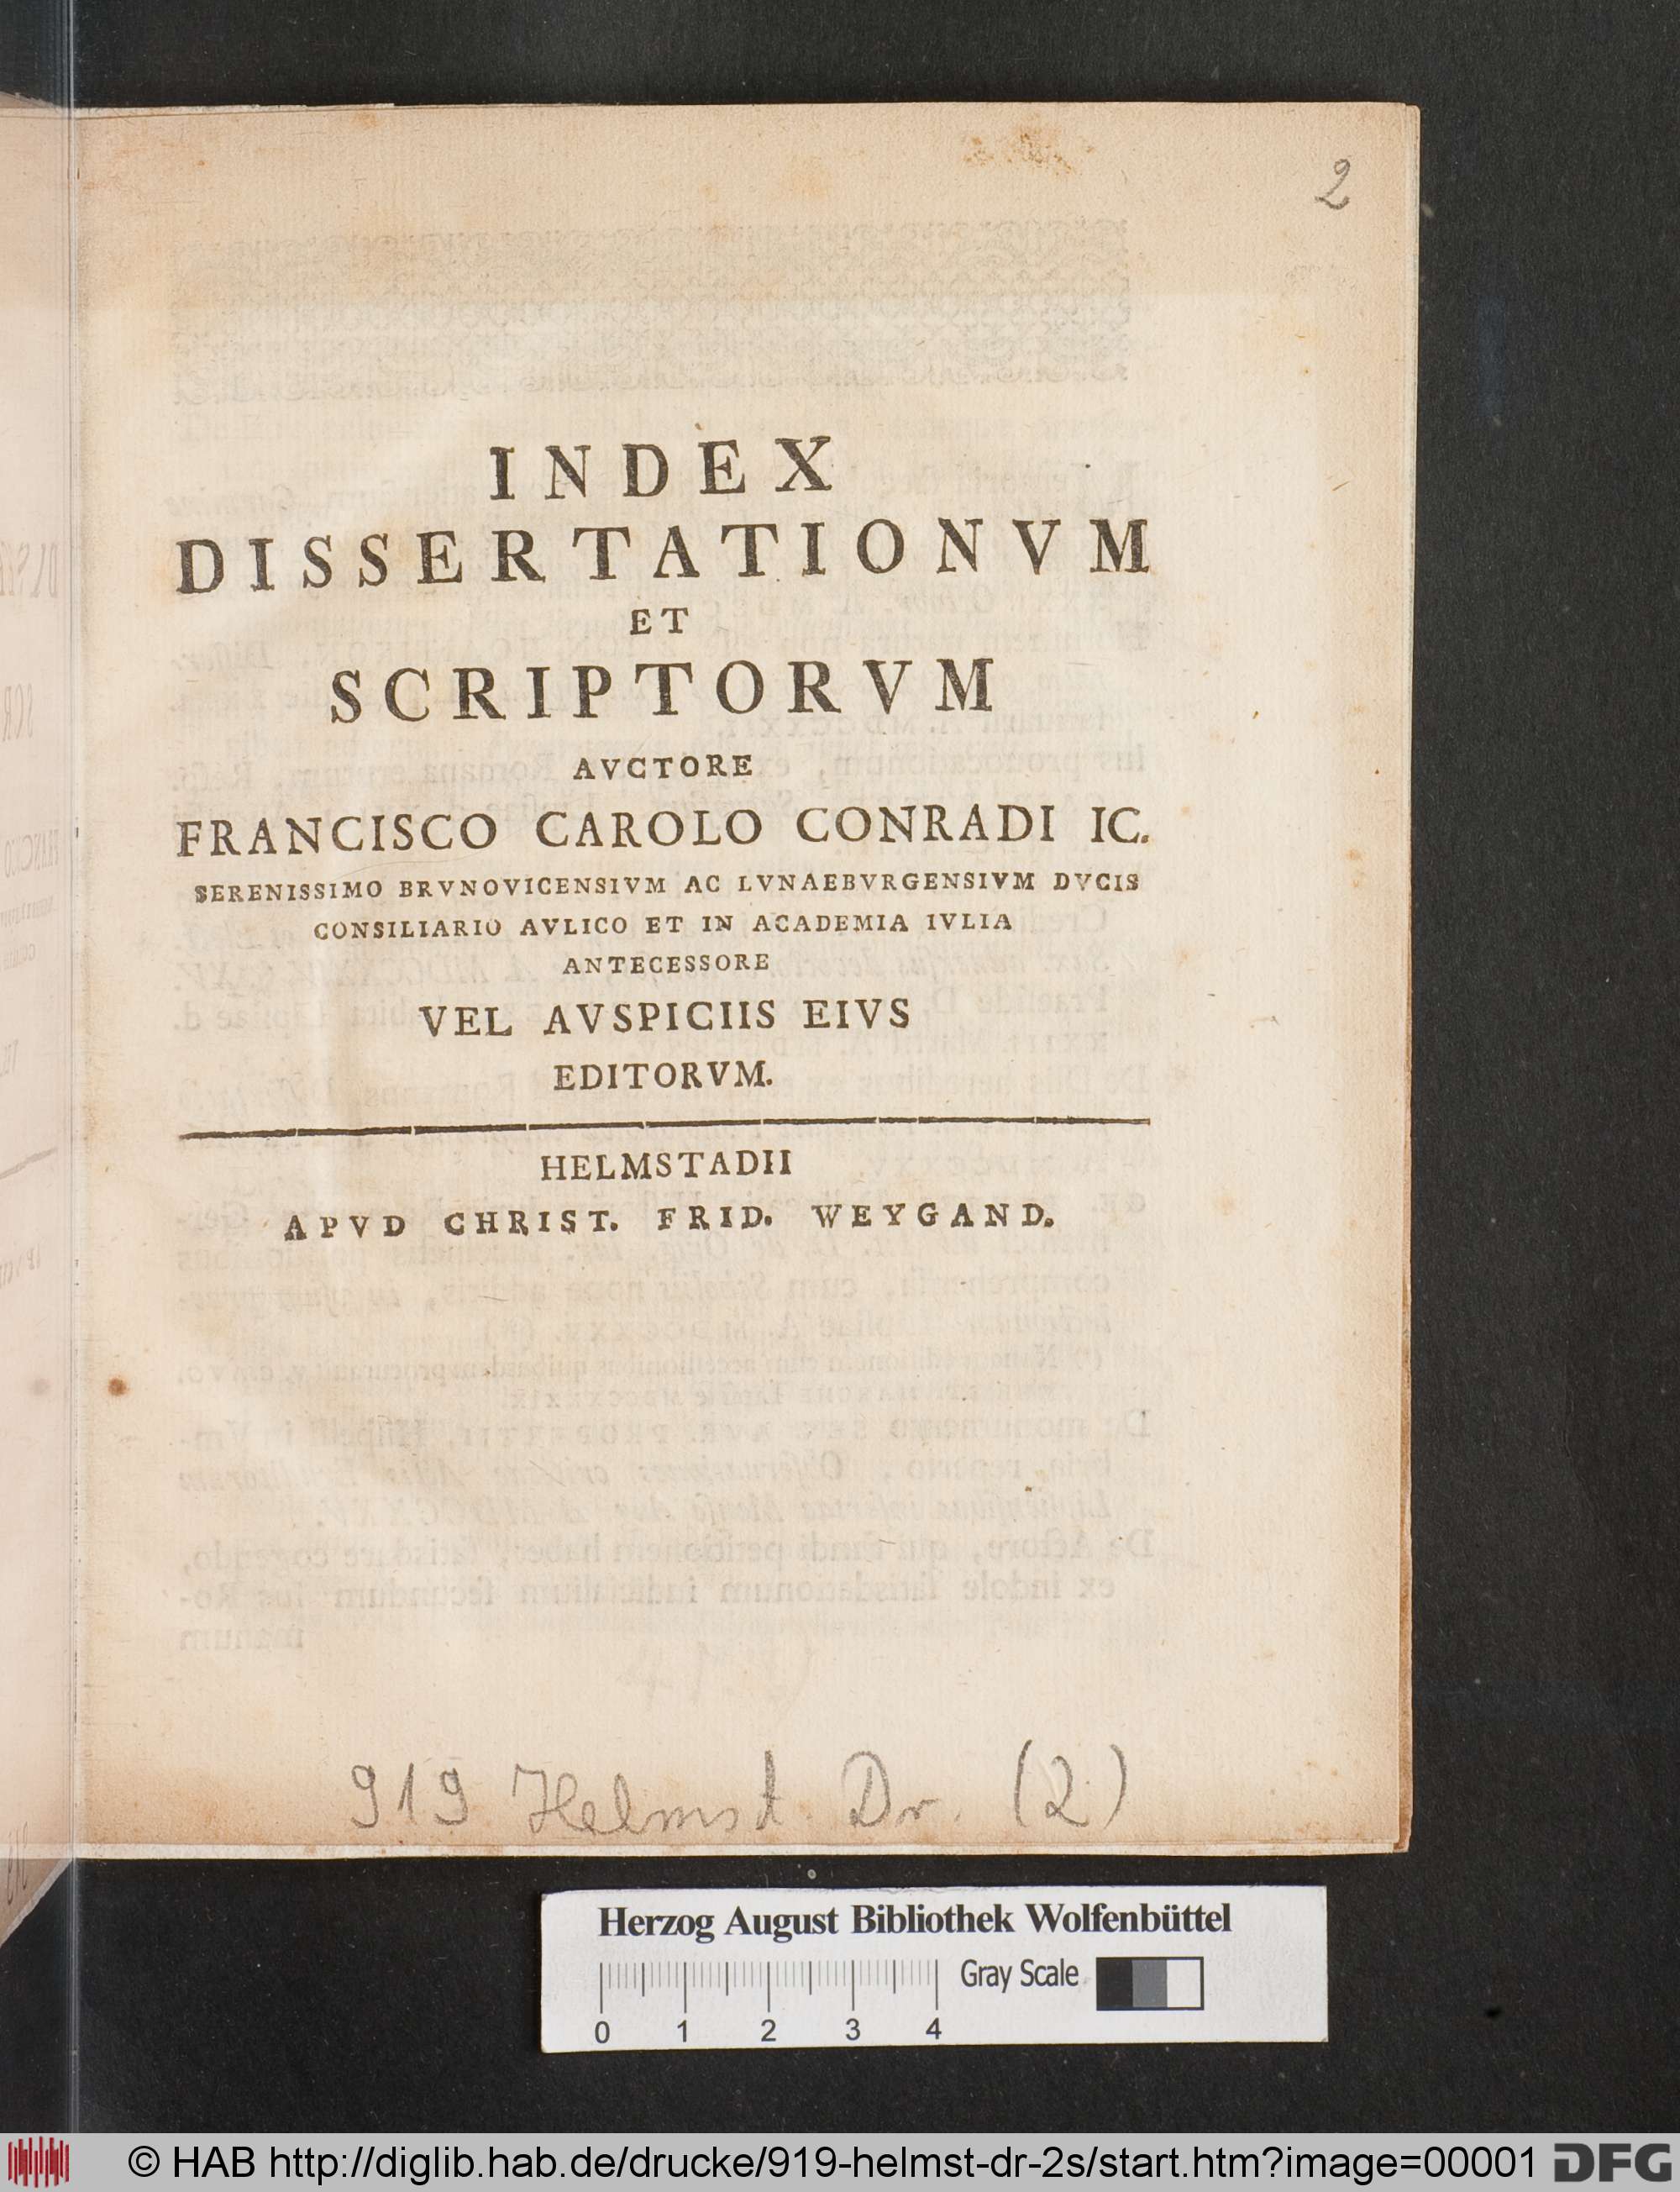 2
INDEX
DISSERTATIONVM
ET
SCRIPTORVM
AVCTORE
FRANCISCO CAROLO CONRADI IC.
SERENISSIMO BRVNOVICENSIVM AC LVNAEBVRGENSIVM DVCIS
CONSILIARIO AVLICO ET IN ACADEMIA IVLIA
ANTECESSORE
VEL AVSPICIIS EIVS
EDITORVM.
HELMSTADII
APVD CHRIST. FRID. WEYGAND.
919 Helmst. Dr. (2)
Herzog August Bibliothek Wolfenbüttel
Gray Scale
0 1 2 3 4
© HAB http://diglib.hab.de/drucke/919-helmst-dr-2s/start.htm?image=00001 DFG